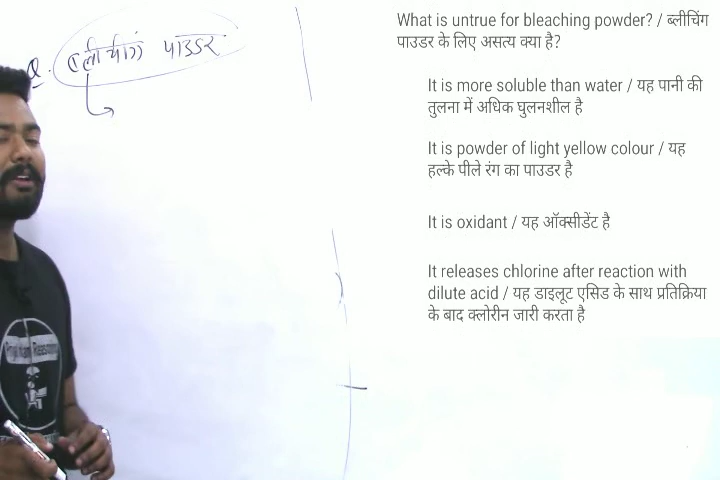 Q. ब्लीचिंग पाउडर
What is untrue for bleaching powder? / ब्लीचिंग
पाउडर के लिए असत्य क्या है?
It is more soluble than water / यह पानी की
तुलना में अधिक घुलनशील है
It is powder of light yellow colour / यह
हल्के पीले रंग का पाउडर है
It is oxidant / यह ऑक्सीडेंट है
It releases chlorine after reaction with
dilute acid / यह डाइलूट एसिड के साथ प्रतिक्रिया
के बाद क्लोरीन जारी करता है
Reasoning